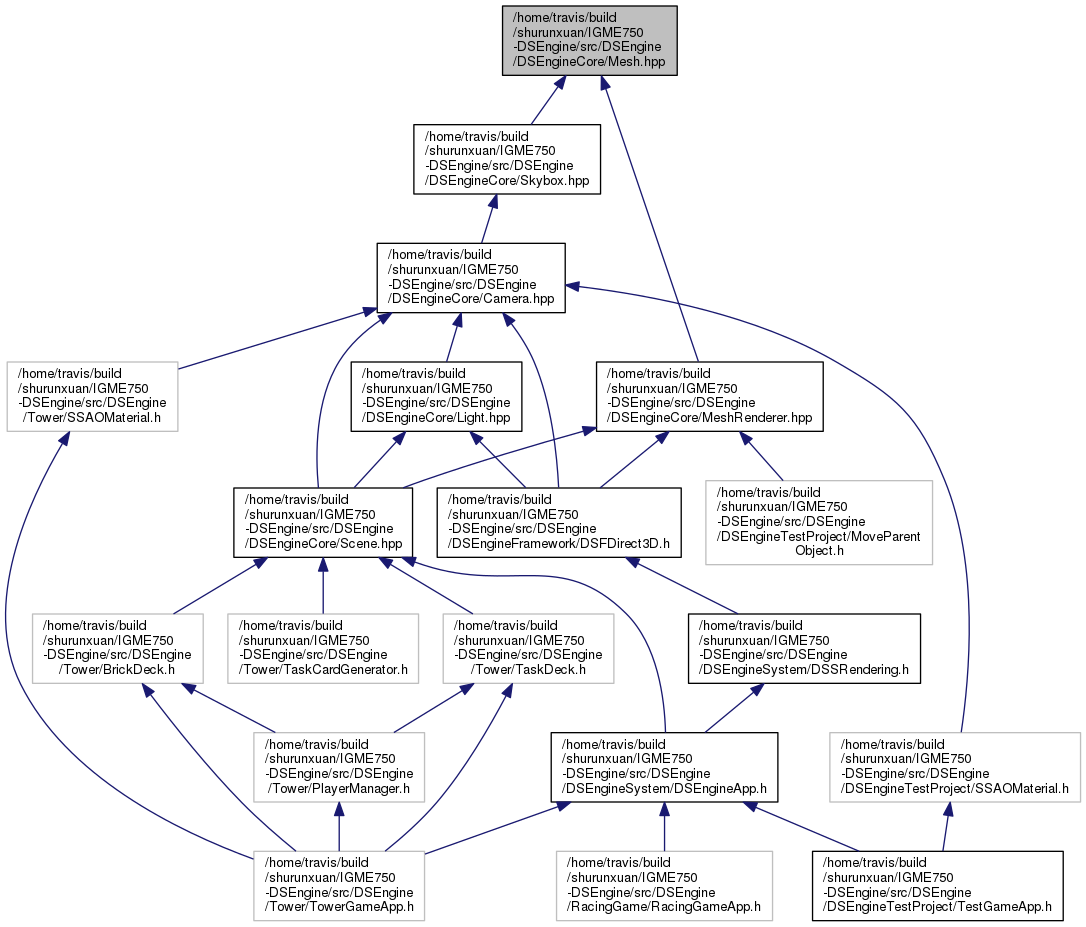 /home/travis/build
/shurunxuan/IGME750
-DSEngine/src/DSEngine
/DSEngineCore/Mesh.hpp
/home/travis/build
/shurunxuan/IGME750
-DSEngine/src/DSEngine
/DSEngineCore/Skybox.hpp
/home/travis/build
/shurunxuan/IGME750
-DSEngine/src/DSEngine
/DSEngineCore/Camera.hpp
/home/travis/build
/shurunxuan/IGME750
-DSEngine/src/DSEngine
/Tower/SSAOMaterial.h
/home/travis/build
/shurunxuan/IGME750
-DSEngine/src/DSEngine
/DSEngineCore/Light.hpp
/home/travis/build
/shurunxuan/IGME750
-DSEngine/src/DSEngine
/DSEngineCore/MeshRenderer.hpp
/home/travis/build
/shurunxuan/IGME750
-DSEngine/src/DSEngine
/DSEngineCore/Scene.hpp
/home/travis/build
/shurunxuan/IGME750
-DSEngine/src/DSEngine
/DSEngineFramework/DSFDirect3D.h
/home/travis/build
/shurunxuan/IGME750
-DSEngine/src/DSEngine
/DSEngineTestProject/MoveParent
Object.h
/home/travis/build
/shurunxuan/IGME750
-DSEngine/src/DSEngine
/Tower/BrickDeck.h
/home/travis/build
/shurunxuan/IGME750
-DSEngine/src/DSEngine
/Tower/TaskCardGenerator.h
/home/travis/build
/shurunxuan/IGME750
-DSEngine/src/DSEngine
/Tower/TaskDeck.h
/home/travis/build
/shurunxuan/IGME750
-DSEngine/src/DSEngine
/DSEngineSystem/DSSRendering.h
/home/travis/build
/shurunxuan/IGME750
-DSEngine/src/DSEngine
/Tower/PlayerManager.h
/home/travis/build
/shurunxuan/IGME750
-DSEngine/src/DSEngine
/DSEngineSystem/DSEngineApp.h
/home/travis/build
/shurunxuan/IGME750
-DSEngine/src/DSEngine
/DSEngineTestProject/SSAOMaterial.h
/home/travis/build
/shurunxuan/IGME750
-DSEngine/src/DSEngine
/Tower/TowerGameApp.h
/home/travis/build
/shurunxuan/IGME750
-DSEngine/src/DSEngine
/RacingGame/RacingGameApp.h
/home/travis/build
/shurunxuan/IGME750
-DSEngine/src/DSEngine
/DSEngineTestProject/TestGameApp.h